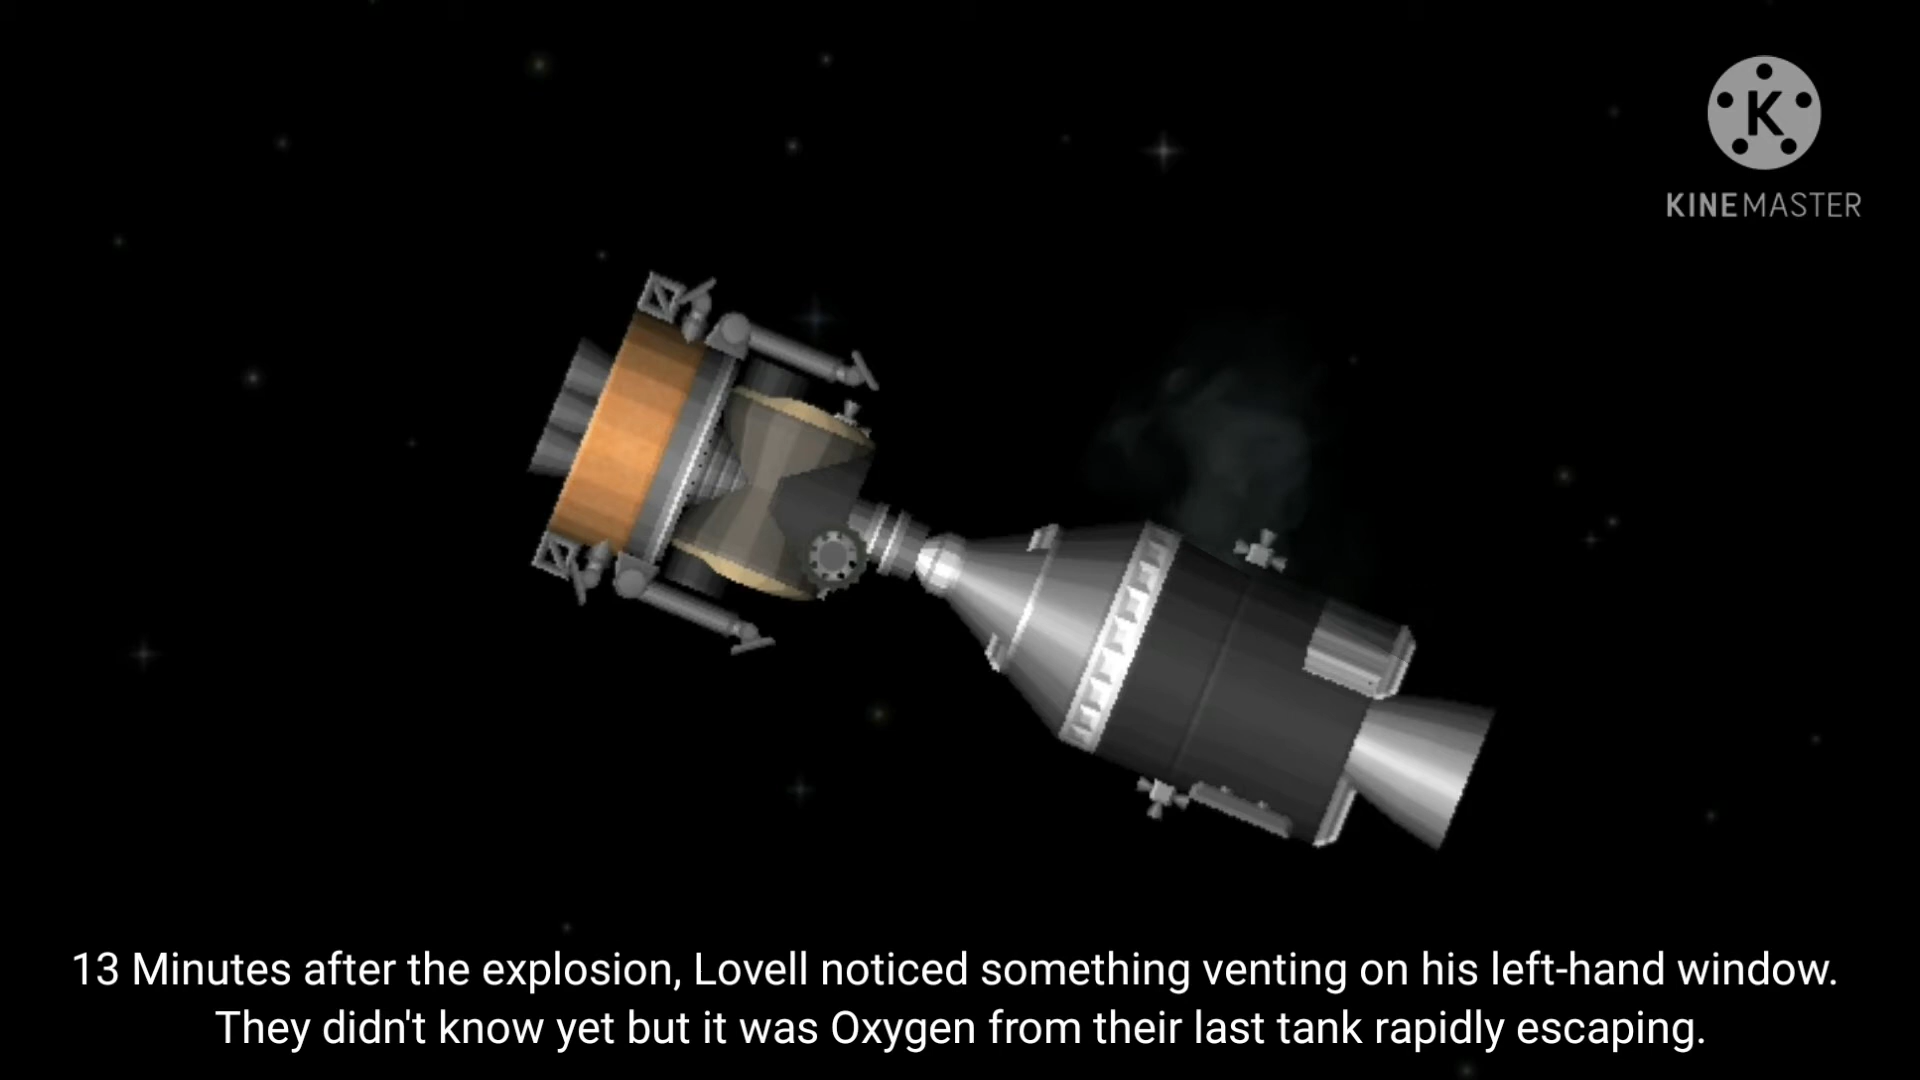 K
KINEMASTER
13 Minutes after the explosion, Lovell noticed something venting on his left-hand window.
They didn't know yet but it was Oxygen from their last tank rapidly escaping.